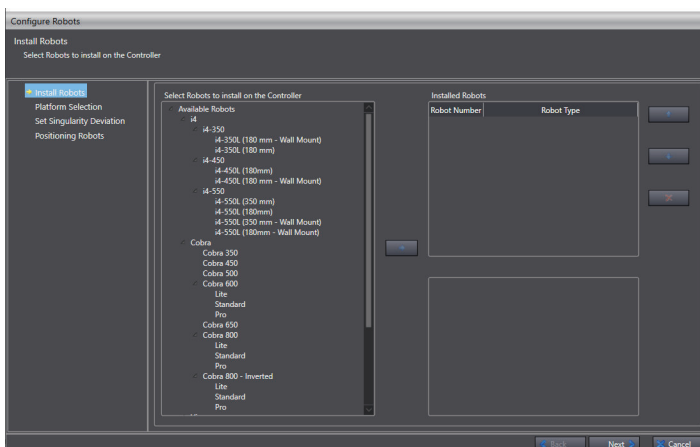 Configure Robots
Install Robots
Select Robots to install on the Controller
Install Robots
Platform Selection
Set Singularity Deviation
Positioning Robots
Select Robots to install on the Controller
Available Robots
i4
i4-350
i4-350L (180 mm - Wall Mount)
i4-350L (180 mm)
i4-450
i4-450L (180mm)
i4-450L (180 mm - Wall Mount)
i4-550
i4-550L (350 mm)
i4-550L (180mm)
i4-550L (350 mm - Wall Mount)
i4-550L (180mm - Wall Mount)
Cobra
Cobra 350
Cobra 450
Cobra 500
Cobra 600
Lite
Standard
Pro
Cobra 650
Cobra 800
Lite
Standard
Pro
Cobra 800 - Inverted
Lite
Standard
Pro
Installed Robots
Robot Number Robot Type
Back Next Cancel